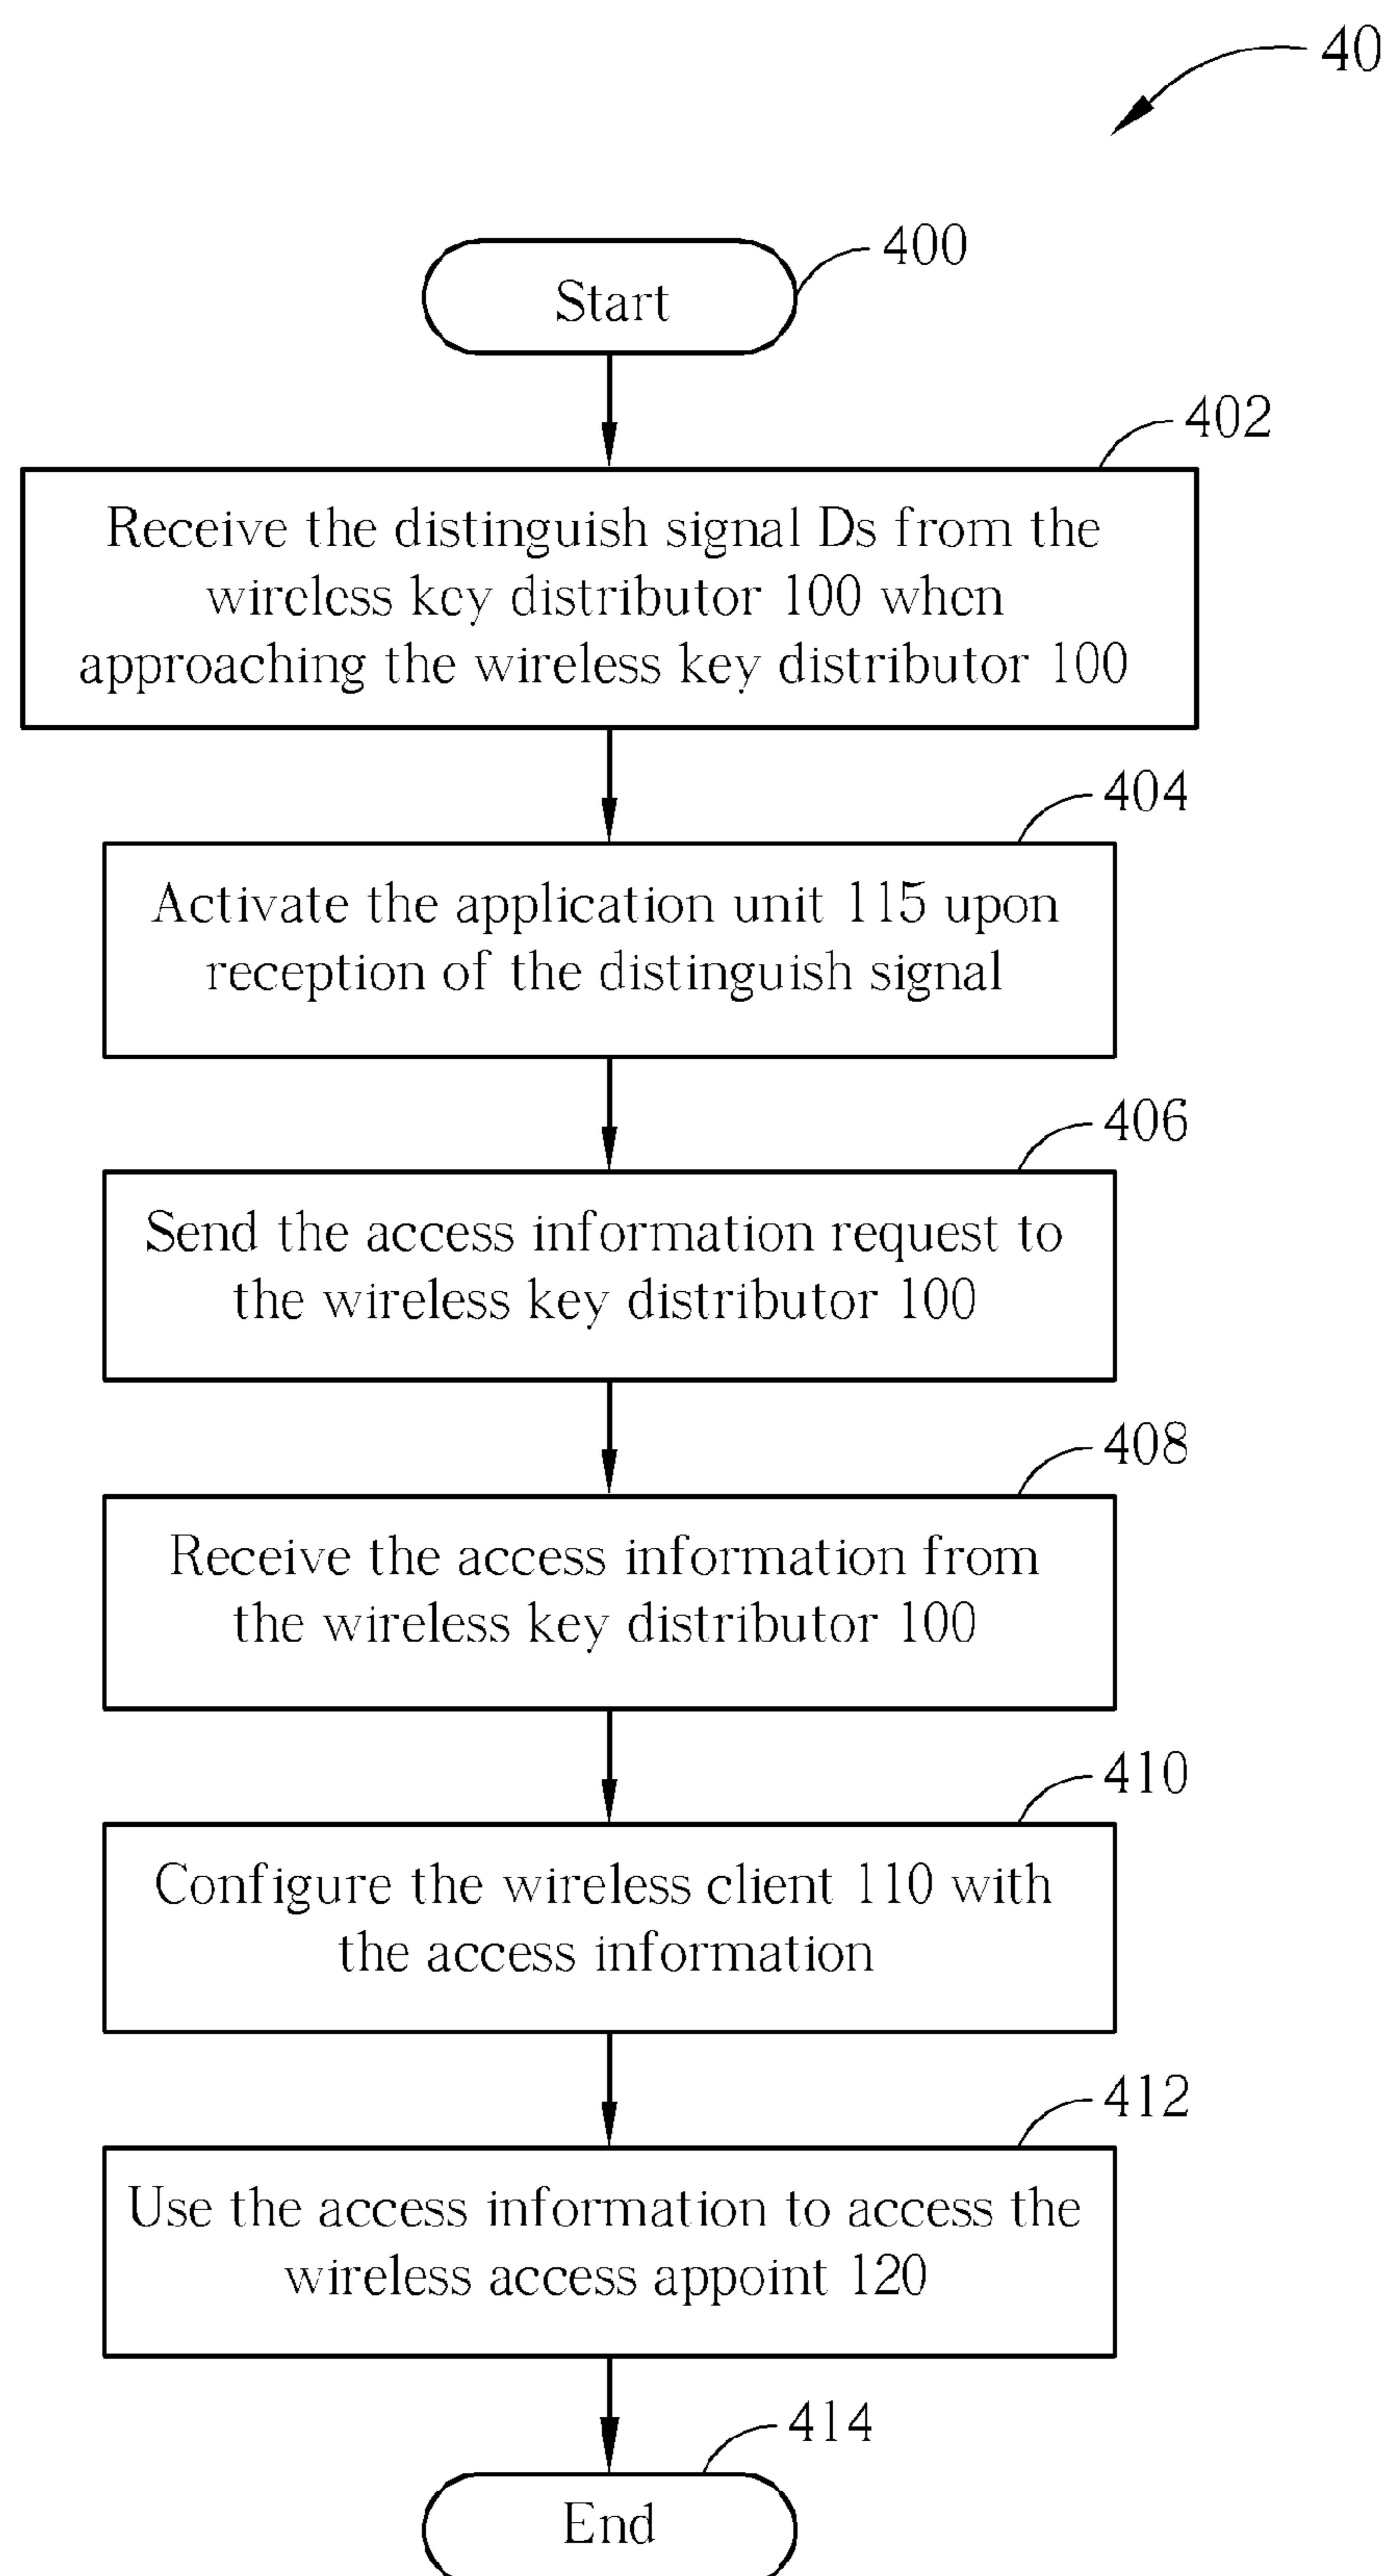 40
400
Start
402
Receive the distinguish signal Ds from the
wireless key distributor 100 when
approaching the wireless key distributor 100
404
Activate the application unit 115 upon
reception of the distinguish signal
406
Send the access information request to
the wireless key distributor 100
408
Receive the access information from
the wireless key distributor 100
410
Configure the wireless client 110 with
the access information
412
Use the access information to access the
wireless access appoint 120
414
End